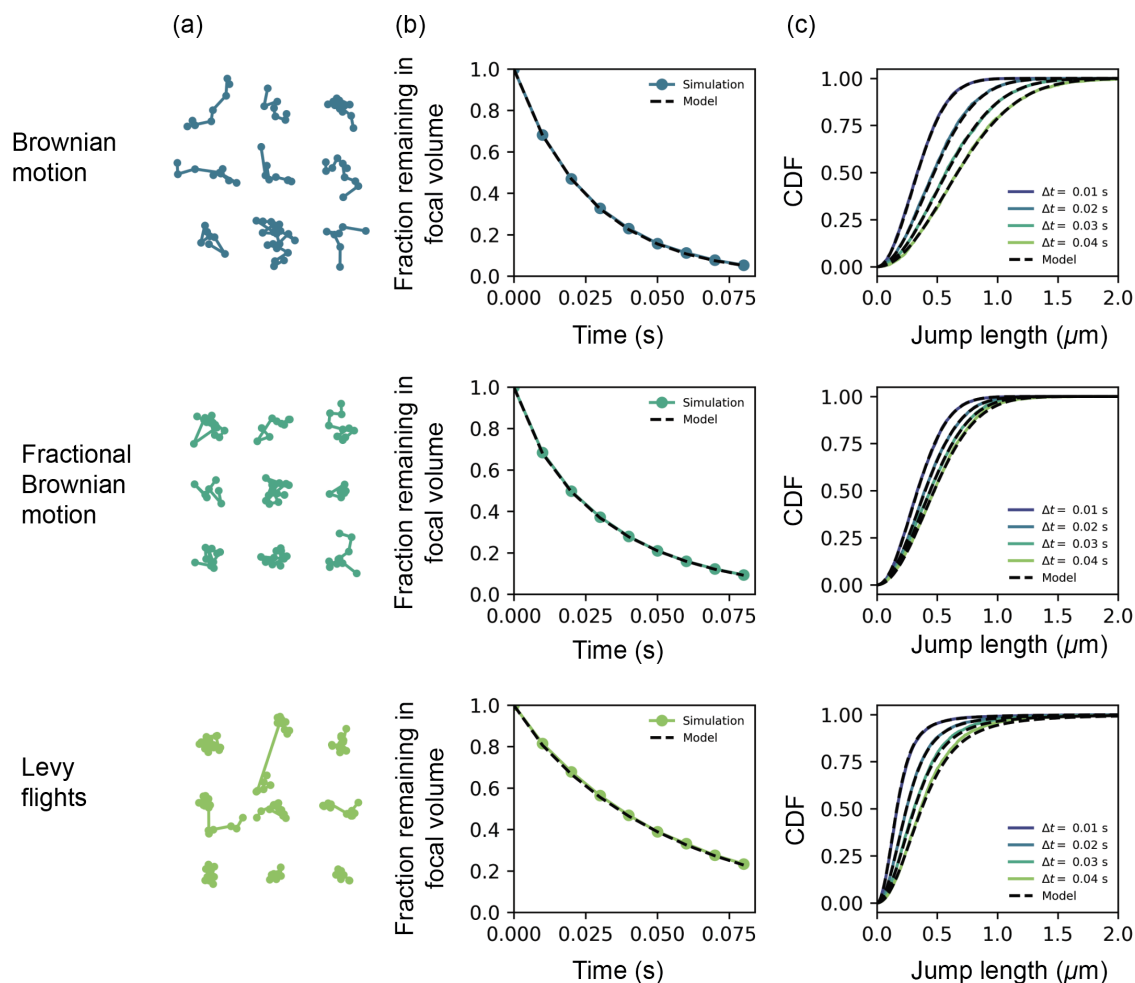 (a)
(b)
(c)
Brownian
motion
Fraction remaining in
focal volume
1.0
0.8
0.6
0.4
0.2
0.0
0.000
0.025
0.050
0.075
Time (s)
Simulation
Model
CDF
1.00
0.75
0.50
0.25
0.00
0.0
0.5
1.0
1.5
2.0
Jump length (μm)
Δt = 0.01 s
Δt = 0.02 s
Δt = 0.03 s
Δt = 0.04 s
Model
Fractional
Brownian
motion
Fraction remaining in
focal volume
1.0
0.8
0.6
0.4
0.2
0.0
0.000
0.025
0.050
0.075
Time (s)
Simulation
Model
CDF
1.00
0.75
0.50
0.25
0.00
0.0
0.5
1.0
1.5
2.0
Jump length (μm)
Δt = 0.01 s
Δt = 0.02 s
Δt = 0.03 s
Δt = 0.04 s
Model
Levy
flights
Fraction remaining in
focal volume
1.0
0.8
0.6
0.4
0.2
0.0
0.000
0.025
0.050
0.075
Time (s)
Simulation
Model
CDF
1.00
0.75
0.50
0.25
0.00
0.0
0.5
1.0
1.5
2.0
Jump length (μm)
Δt = 0.01 s
Δt = 0.02 s
Δt = 0.03 s
Δt = 0.04 s
Model